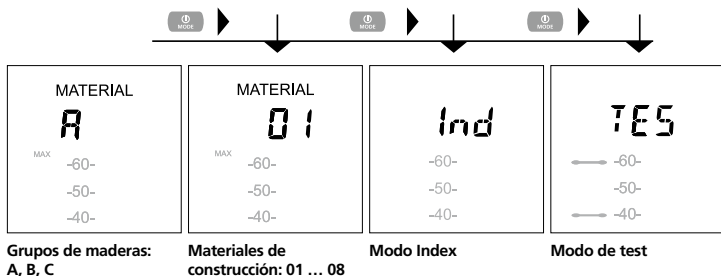 MODE MODE MODE
MATERIAL
A
MAX
-60-
-50-
-40-
MATERIAL
01
MAX
-60-
-50-
-40-
Ind
-60-
-50-
-40-
TES
-60-
-50-
-40-
Grupos de maderas:
A, B, C
Materiales de
construcción: 01 … 08
Modo Index
Modo de test